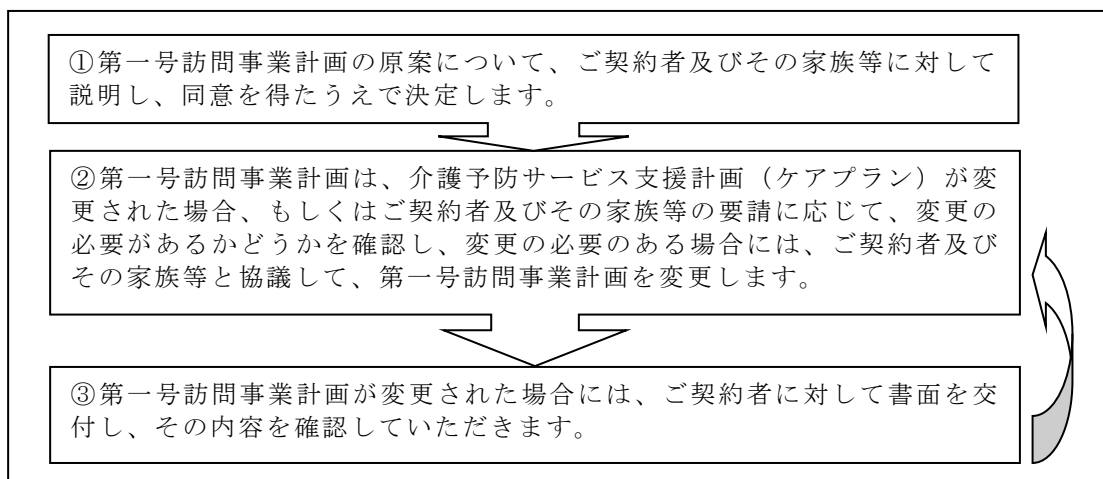 ①第一号訪問事業計画の原案について、ご契約者及びその家族等に対して
説明し、同意を得たうえで決定します。
②第一号訪問事業計画は、介護予防サービス支援計画（ケアプラン）が変
更された場合、もしくはご契約者及びその家族等の要請に応じて、変更の
必要があるかどうかを確認し、変更の必要のある場合には、ご契約者及び
その家族等と協議して、第一号訪問事業計画を変更します。
③第一号訪問事業計画が変更された場合には、ご契約者に対して書面を交
付し、その内容を確認していただきます。